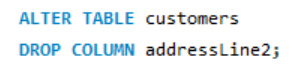 ALTER TABLE customers
DROP COLUMN addressLine2;